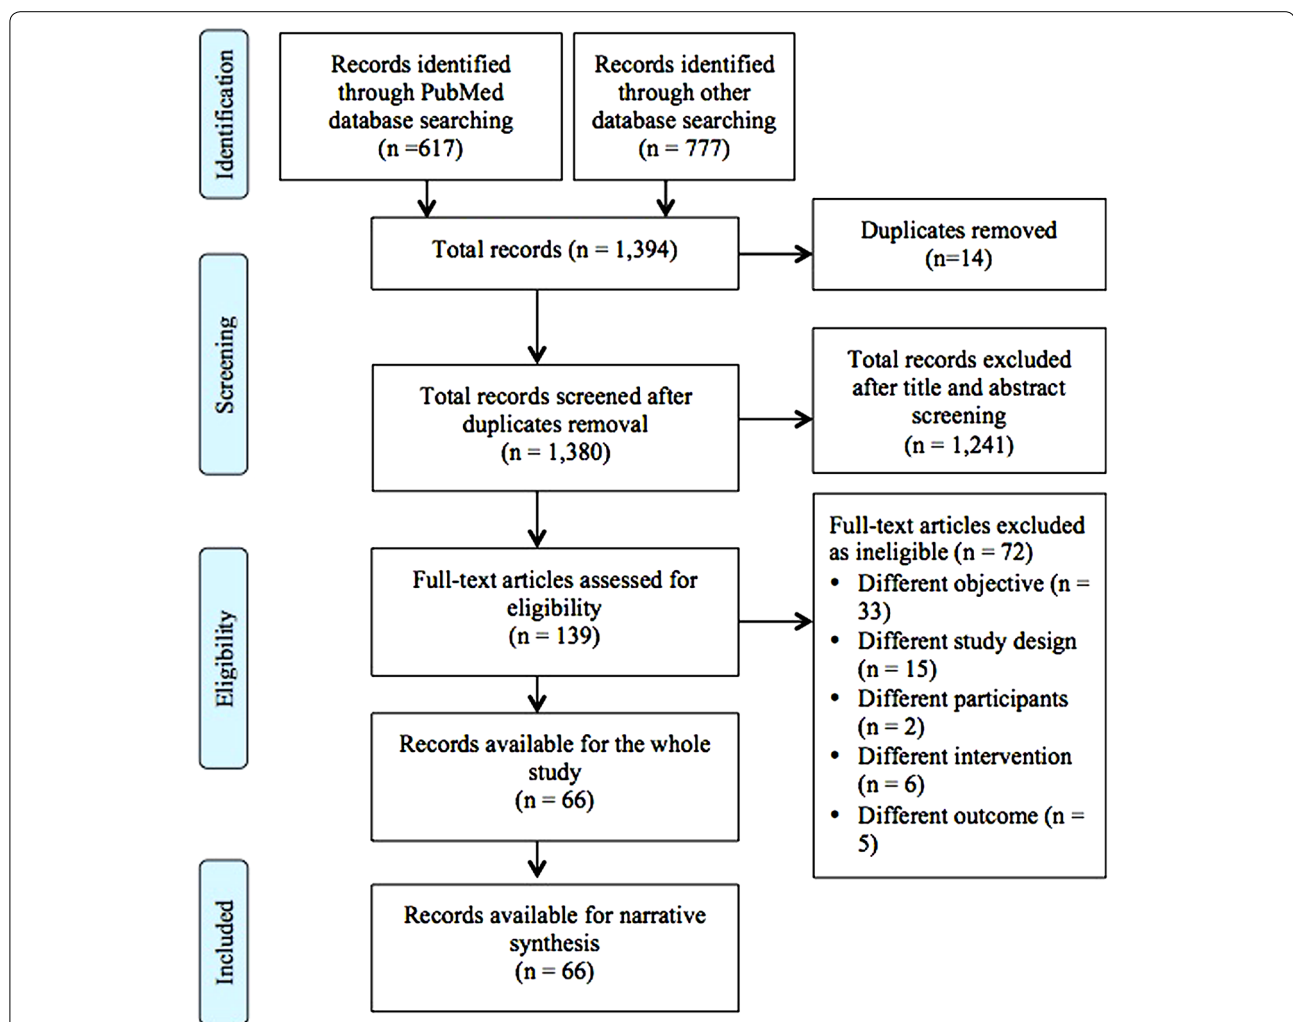 Identification
Records identified
through PubMed
database searching
(n =617)
Records identified
through other
database searching
(n = 777)
Total records (n = 1,394)
Duplicates removed
(n=14)
Screening
Total records screened after
duplicates removal
(n = 1,380)
Total records excluded
after title and abstract
screening
(n = 1,241)
Eligibility
Full-text articles assessed for
eligibility
(n = 139)
Full-text articles excluded
as ineligible (n = 72)
• Different objective (n =
33)
• Different study design
(n = 15)
• Different participants
(n = 2)
• Different intervention
(n = 6)
• Different outcome (n =
5)
Records available for the whole
study
(n = 66)
Included
Records available for narrative
synthesis
(n = 66)